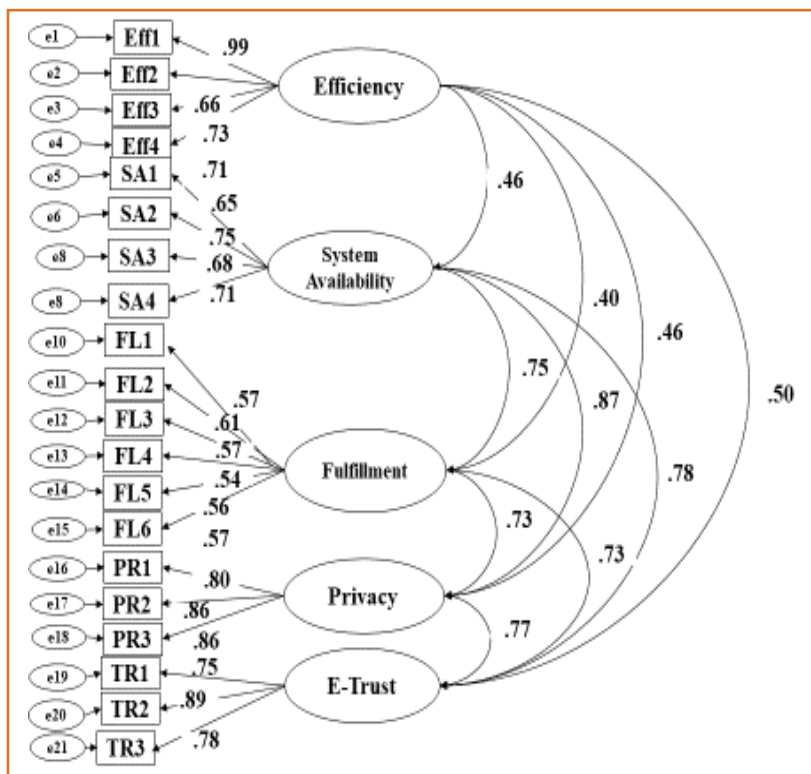 e1 Eff1 .99
e2 Eff2 Efficiency
e3 Eff3 .66
e4 Eff4 .73
e5 SA1 .71 .46
e6 SA2 .65
.75 System
e8 SA3 .68 Availability
e8 SA4 .71 .40
e10 FL1 .46
e11 FL2 .57 .75 .87 .50
e12 FL3 .61
e13 FL4 .57 Fulfillment .78
e14 FL5 .54
e15 FL6 .56 .73
.57 .73
e16 PR1 .80
e17 PR2 .86 Privacy
e18 PR3 .86 .77
e19 TR1 .75 E-Trust
e20 TR2 .89
e21 TR3 .78